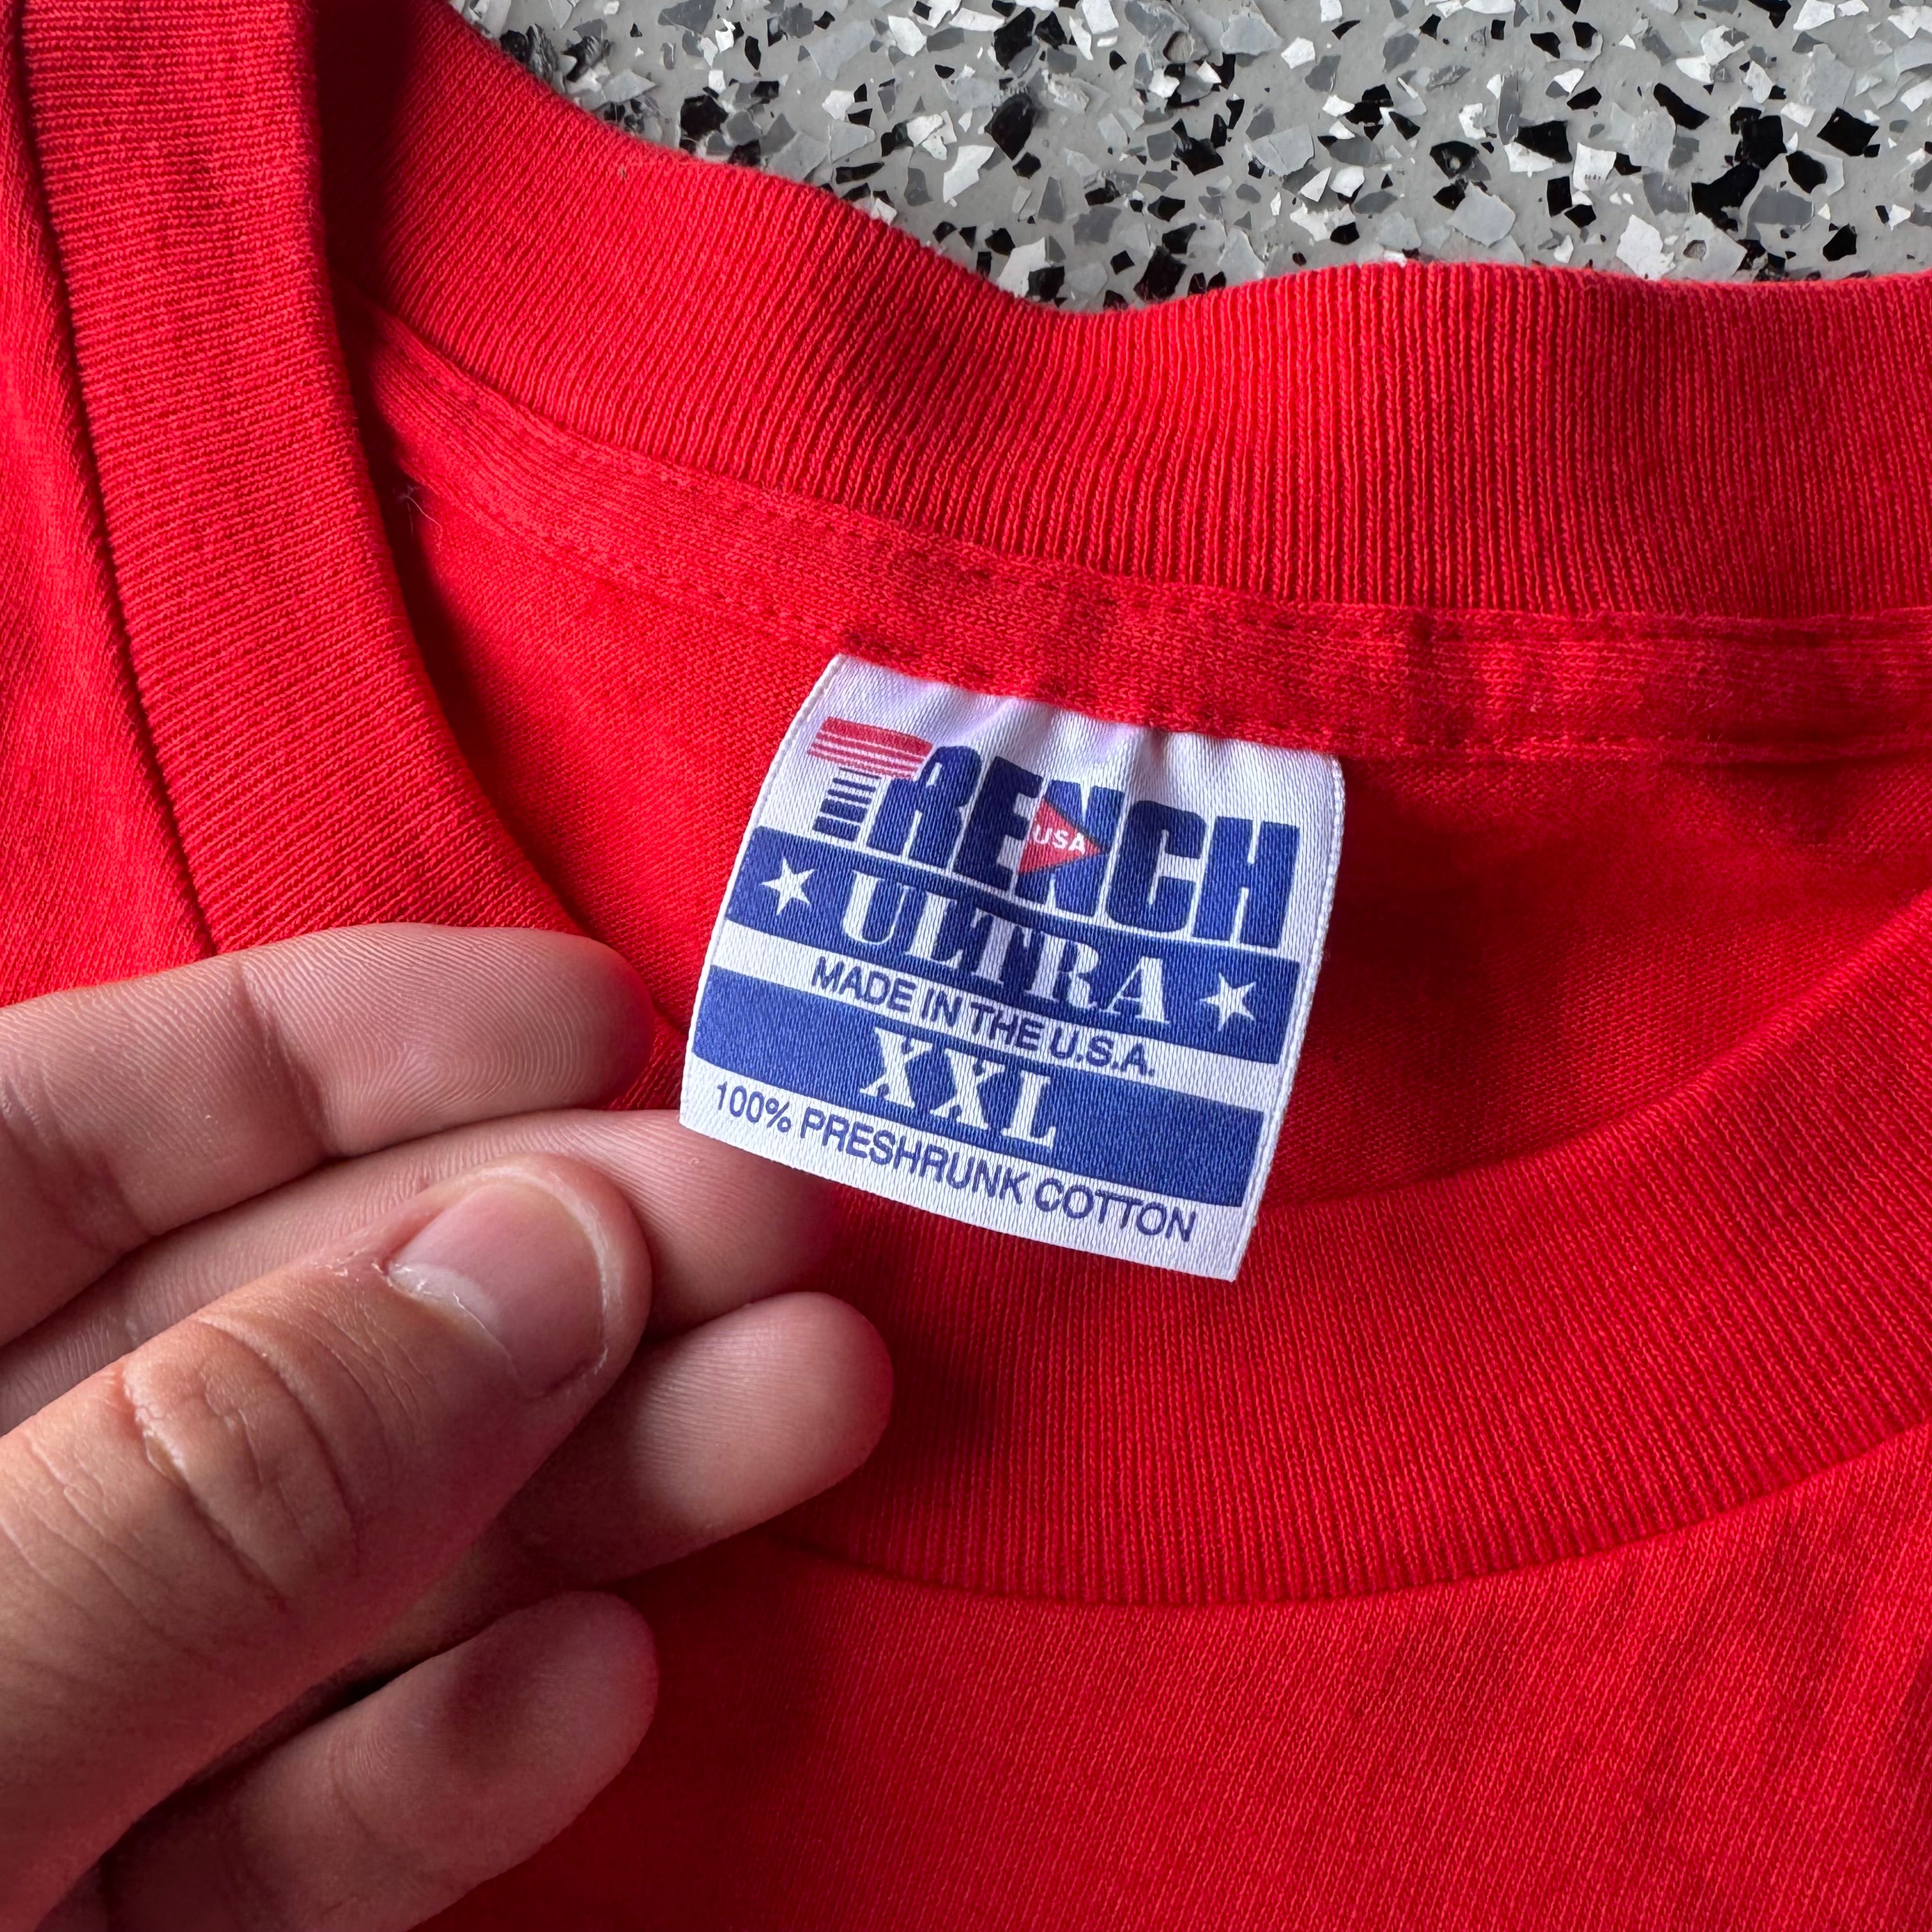 TRENCH
USA
ULTRA
MADE IN THE U.S.A.
XXL
100% PRESHRUNK COTTON